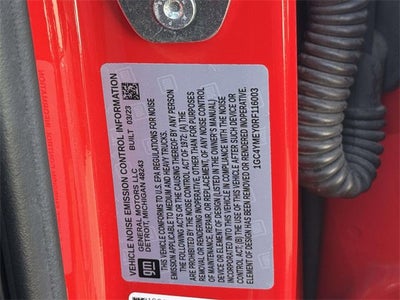 VEHICLE NOISE EMISSION CONTROL INFORMATION
GENERAL MOTORS LLC
DETROIT, MICHIGAN 48243
BUILT 03/23
gm
THIS VEHICLE CONFORMS TO U.S. EPA REGULATIONS FOR NOISE
EMISSION APPLICABLE TO MEDIUM AND HEAVY TRUCKS.
THE FOLLOWING ACTS OR THE CAUSING THEREOF BY ANY PERSON
ARE PROHIBITED BY THE NOISE CONTROL ACT OF 1972: (A) THE
REMOVAL OR RENDERING INOPERATIVE, OTHER THAN FOR PURPOSES
OF MAINTENANCE, REPAIR, OR REPLACEMENT, OF ANY NOISE CONTROL
DEVICE OR ELEMENT OF DESIGN (LISTED IN THE OWNER'S MANUAL)
INCORPORATED INTO THIS VEHICLE IN COMPLIANCE WITH THE NOISE
CONTROL ACT; (B) THE USE OF THIS VEHICLE AFTER SUCH DEVICE OR
ELEMENT OF DESIGN HAS BEEN REMOVED OR RENDERED INOPERATIVE.